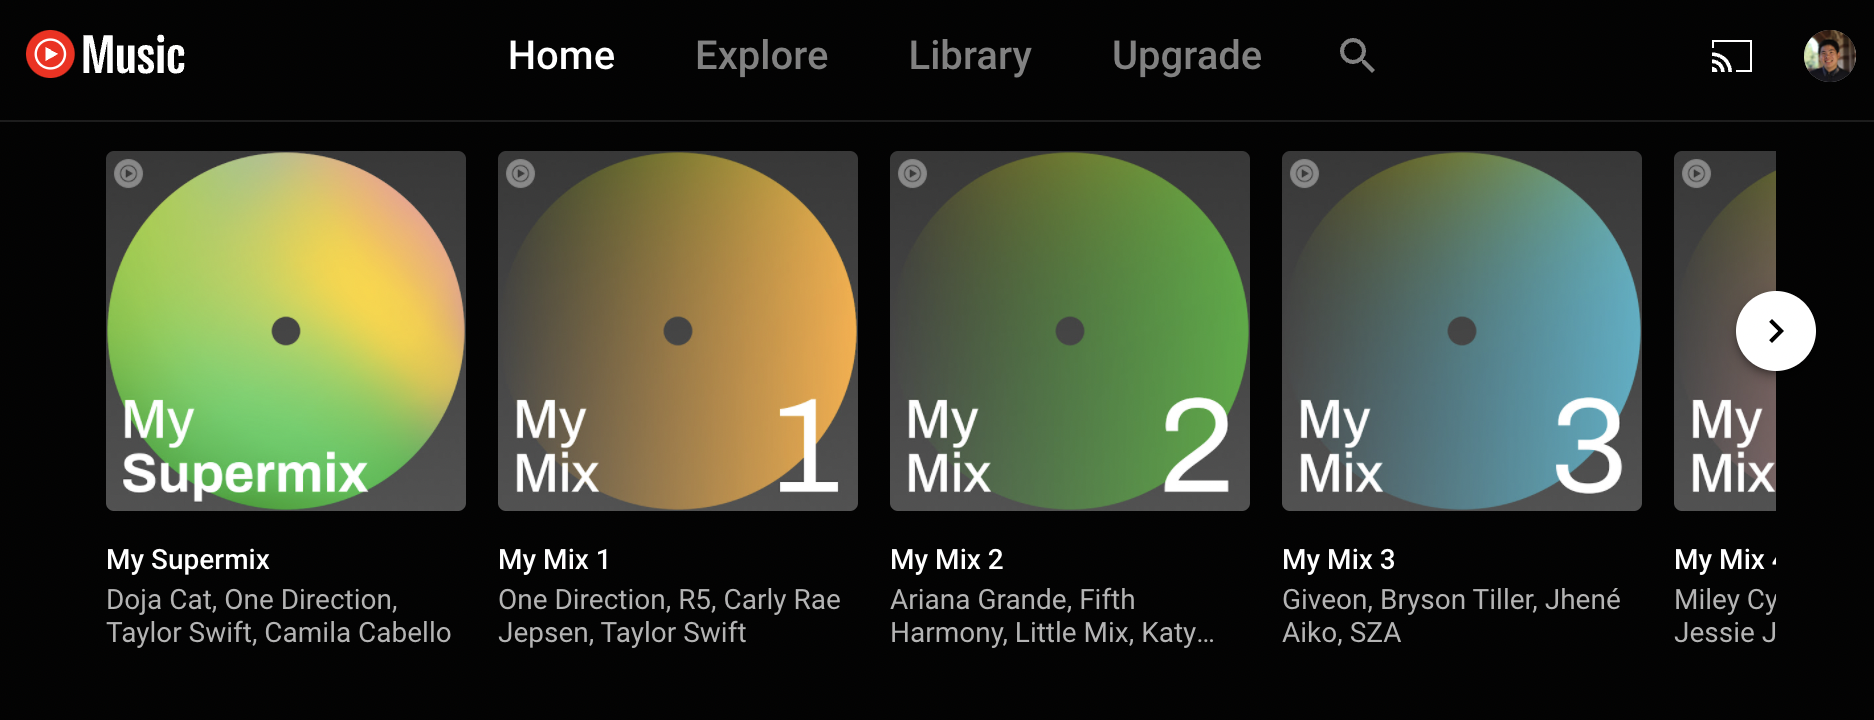 Music
Home
Explore
Library
Upgrade
My
Supermix
My
Mix
1
My
Mix
2
My
Mix
3
My
Mix
My Supermix
Doja Cat, One Direction,
Taylor Swift, Camila Cabello
My Mix 1
One Direction, R5, Carly Rae
Jepsen, Taylor Swift
My Mix 2
Ariana Grande, Fifth
Harmony, Little Mix, Katy...
My Mix 3
Giveon, Bryson Tiller, Jhené
Aiko, SZA
My Mix
Miley Cy
Jessie J